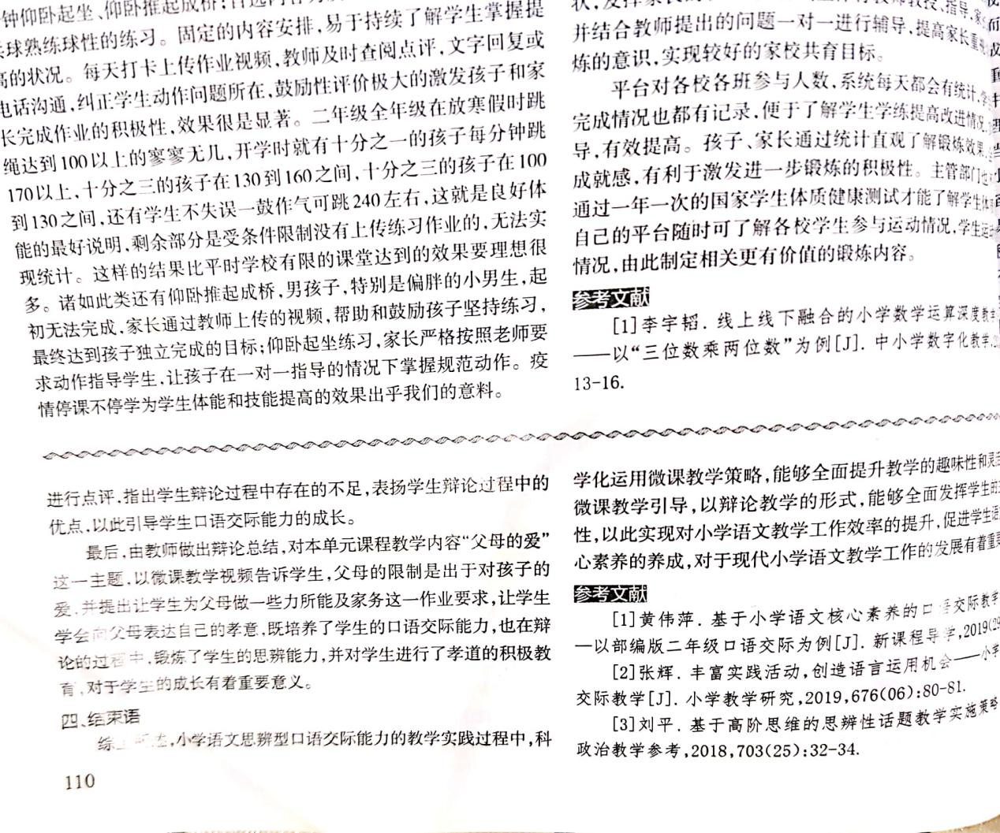 钟仰卧起坐、仰卧推起成桥;自选内容为
球熟练球性的练习。固定的内容安排,易于持续了解学生掌握提
高的状况。每天打卡上传作业视频,教师及时查阅点评,文字回复或
电话沟通,纠正学生动作问题所在,鼓励性评价极大的激发孩子和家
长完成作业的积极性,效果很是显著。二年级全年级在放寒假时跳
绳达到100以上的寥寥无几,开学时就有十分之一的孩子每分钟跳
170以上,十分之三的孩子在130到160之间,十分之三的孩子在100
到130之间,还有学生不失误一鼓作气可跳240左右,这就是良好体
能的最好说明,剩余部分是受条件限制没有上传练习作业的,无法实
现统计。这样的结果比平时学校有限的课堂达到的效果要理想很
多。诸如此类还有仰卧推起成桥,男孩子,特别是偏胖的小男生,起
初无法完成,家长通过教师上传的视频,帮助和鼓励孩子坚持练习,
最终达到孩子独立完成的目标;仰卧起坐练习,家长严格按照老师要
求动作指导学生,让孩子在一对一指导的情况下掌握规范动作。疫
情停课不停学为学生体能和技能提高的效果出乎我们的意料。
并结合教师提出的问题一对一进行辅导,提高家长重视
炼的意识,实现较好的家校共育目标。
平台对各校各班参与人数,系统每天都会有统计,学
完成情况也都有记录,便于了解学生学练提高改进情况,
导,有效提高。孩子、家长通过统计直观了解锻炼效果,
成就感,有利于激发进一步锻炼的积极性。主管部门也
通过一年一次的国家学生体质健康测试才能了解学生体
自己的平台随时可了解各校学生参与运动情况,学生运
情况,由此制定相关更有价值的锻炼内容。
参考文献
[1]李宇韬. 线上线下融合的小学数学运算深度教
——以“三位数乘两位数”为例[J]. 中小学数字化教学,
13-16.
进行点评,指出学生辩论过程中存在的不足,表扬学生辩论过程中的
优点,以此引导学生口语交际能力的成长。
最后,由教师做出辩论总结,对本单元课程教学内容“父母的爱”
这一主题,以微课教学视频告诉学生,父母的限制是出于对孩子的
爱,并提出让学生为父母做一些力所能及家务这一作业要求,让学生
学会向父母表达自己的孝意,既培养了学生的口语交际能力,也在辩
论的过程中,锻炼了学生的思辨能力,并对学生进行了孝道的积极教
育,对于学生的成长有着重要意义。
四、结束语
综上所述,小学语文思辨型口语交际能力的教学实践过程中,科
学化运用微课教学策略,能够全面提升教学的趣味性和灵活
微课教学引导,以辩论教学的形式,能够全面发挥学生的
性,以此实现对小学语文教学工作效率的提升,促进学生语
心素养的养成,对于现代小学语文教学工作的发展有着重要
参考文献
[1]黄伟萍. 基于小学语文核心素养的口语交际教学
—以部编版二年级口语交际为例[J]. 新课程导学,2019(29
[2]张辉. 丰富实践活动,创造语言运用机会——小学
交际教学[J]. 小学教学研究,2019,676(06):80-81.
[3]刘平. 基于高阶思维的思辨性话题教学实施策略
政治教学参考,2018,703(25):32-34.
110